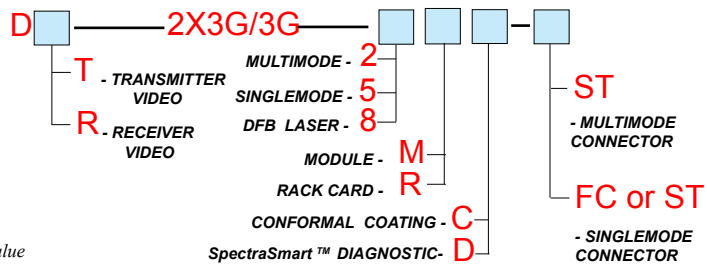 D 2X3G/3G -
T - TRANSMITTER
VIDEO
R - RECEIVER
VIDEO
MULTIMODE - 2
SINGLEMODE - 5
DFB LASER - 8
MODULE - M
RACK CARD - R
CONFORMAL COATING - C
SpectraSmart ™ DIAGNOSTIC- D
ST
- MULTIMODE
CONNECTOR
FC or ST
- SINGLEMODE
CONNECTOR
alue